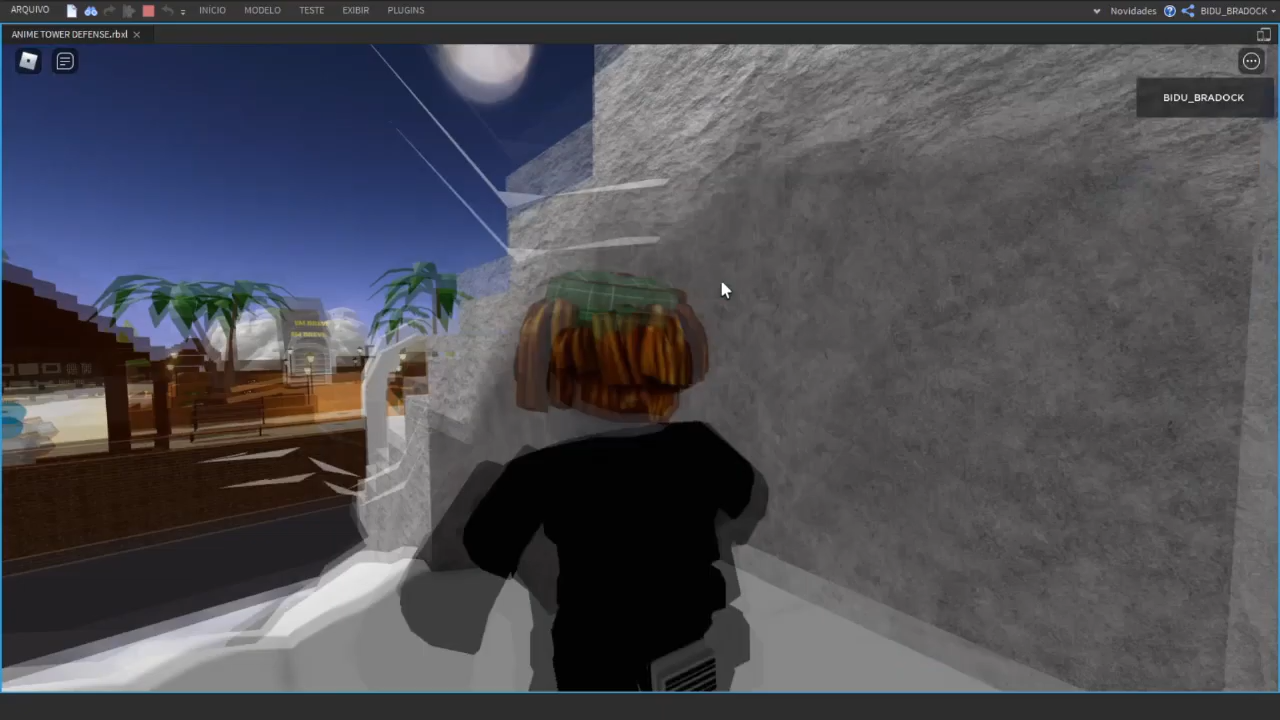 ARQUIVO
INÍCIO MODELO TESTE EXIBIR PLUGINS
Novidades BIDU_BRADOCK
ANIME TOWER DEFENSE.rbxl
BIDU_BRADOCK